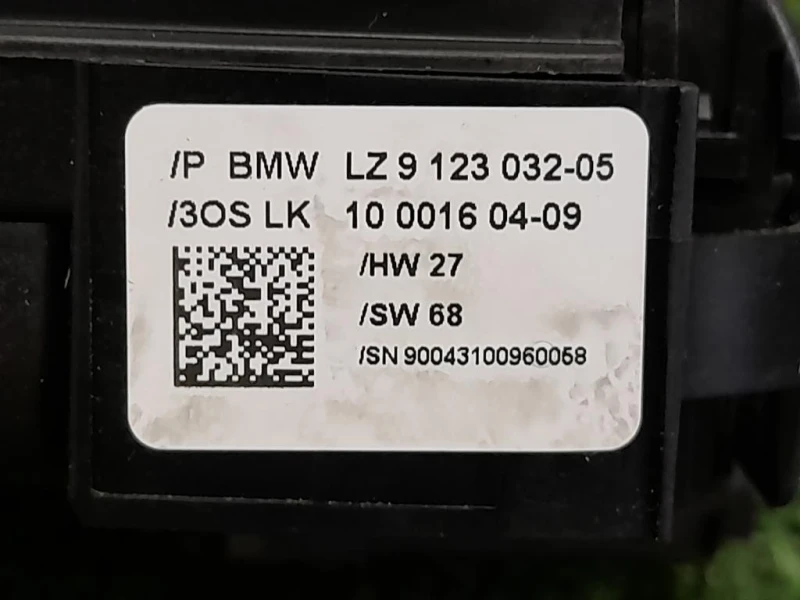 /P BMW LZ 9 123 032-05
/3OS LK 10 0016 04-09
/HW 27
/SW 68
/SN 90043100960058